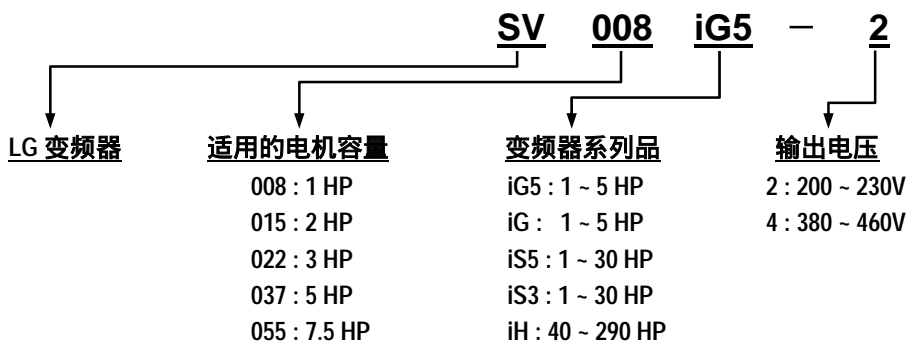 SV 008 iG5 － 2
LG 变频器 适用的电机容量 变频器系列品 输出电压
008 : 1 HP iG5 : 1 ~ 5 HP 2 : 200 ~ 230V
015 : 2 HP iG : 1 ~ 5 HP 4 : 380 ~ 460V
022 : 3 HP iS5 : 1 ~ 30 HP
037 : 5 HP iS3 : 1 ~ 30 HP
055 : 7.5 HP iH : 40 ~ 290 HP